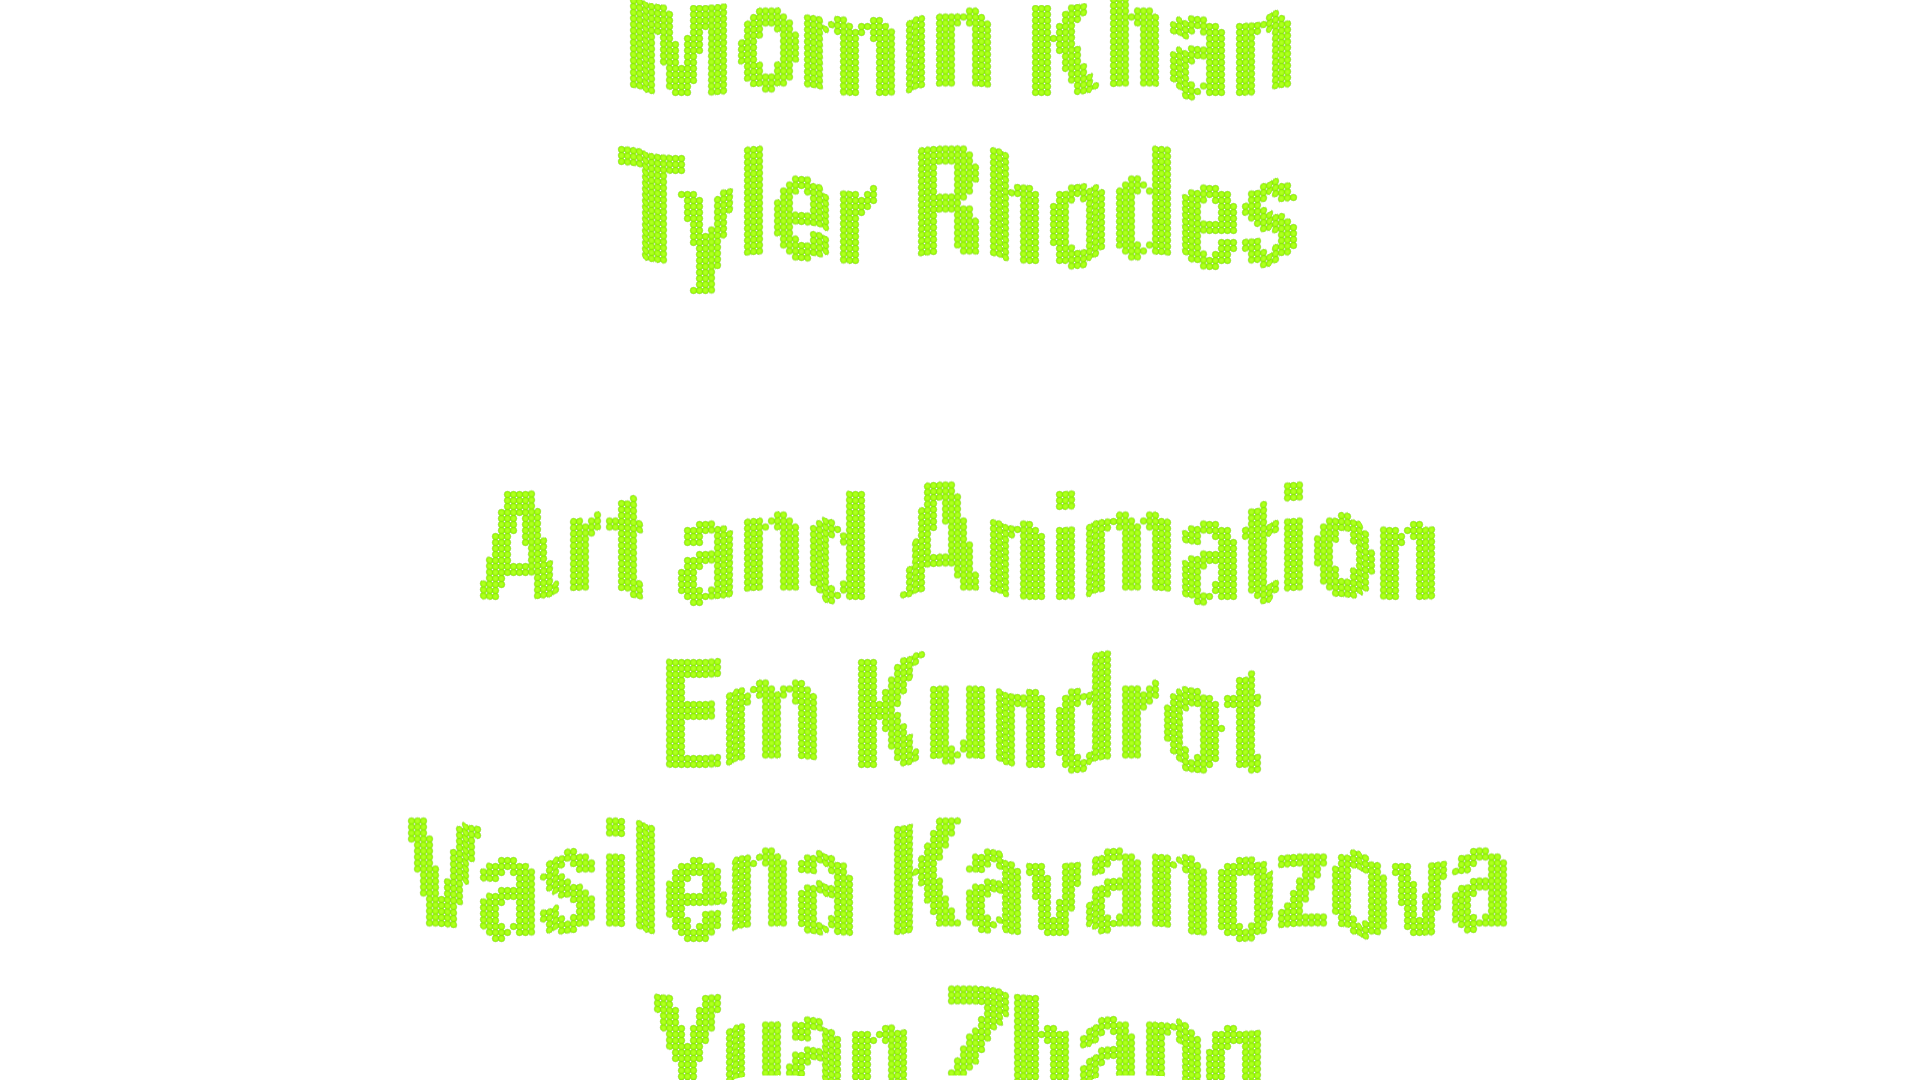 Momin Khan
Tyler Rhodes
Art and Animation
Em Kundrot
Vasilena Kavanozova
Yuan Zhang